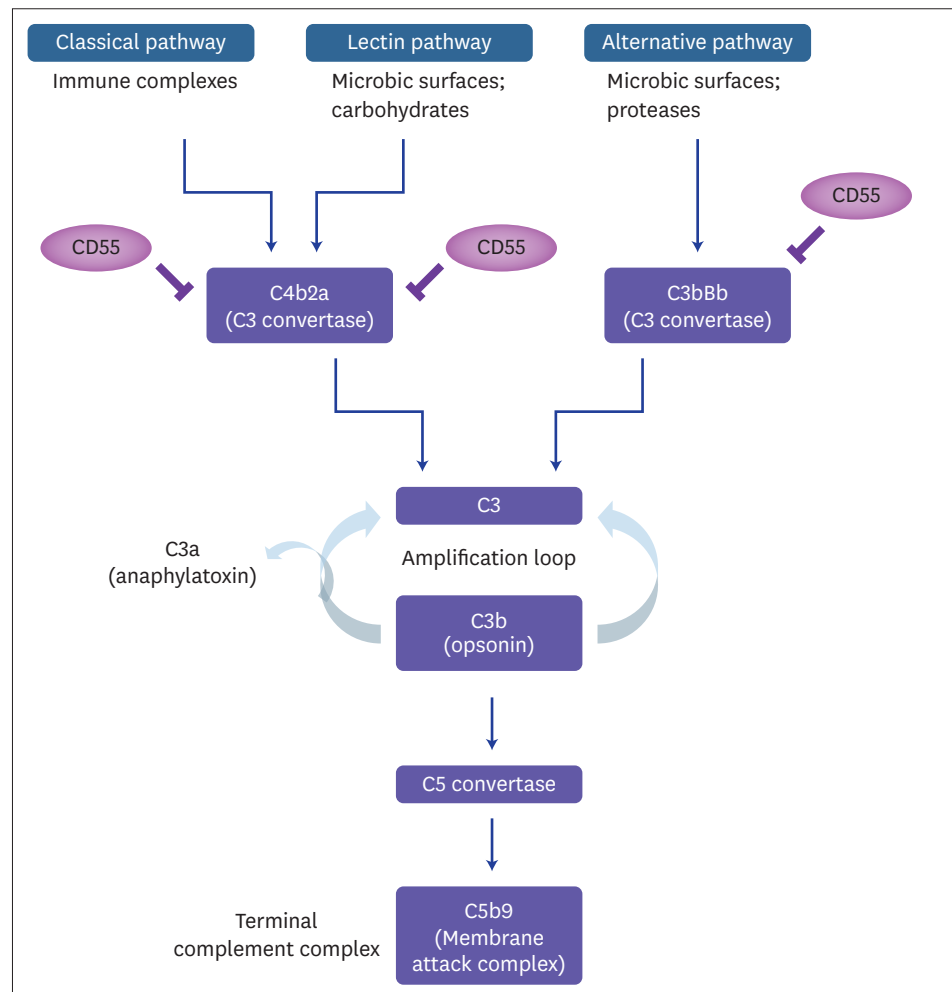 Classical pathway
Lectin pathway
Alternative pathway
Immune complexes
Microbic surfaces;
carbohydrates
Microbic surfaces;
proteases
CD55
CD55
CD55
C4b2a
(C3 convertase)
C3bBb
(C3 convertase)
C3
C3a
(anaphylatoxin)
Amplification loop
C3b
(opsonin)
C5 convertase
Terminal
complement complex
C5b9
(Membrane
attack complex)